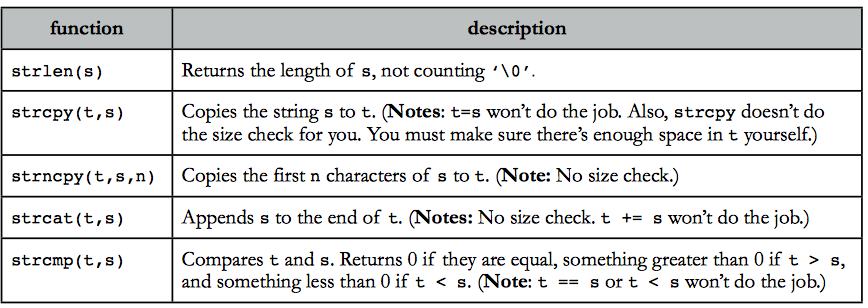 function description
strlen(s) Returns the length of s, not counting ‘\0’.
strcpy(t,s) Copies the string s to t. (Notes: t=s won’t do the job. Also, strcpy doesn’t do
the size check for you. You must make sure there’s enough space in t yourself.)
strncpy(t,s,n) Copies the first n characters of s to t. (Note: No size check.)
strcat(t,s) Appends s to the end of t. (Notes: No size check. t += s won’t do the job.)
strcmp(t,s) Compares t and s. Returns 0 if they are equal, something greater than 0 if t > s,
and something less than 0 if t < s. (Note: t == s or t < s won’t do the job.)